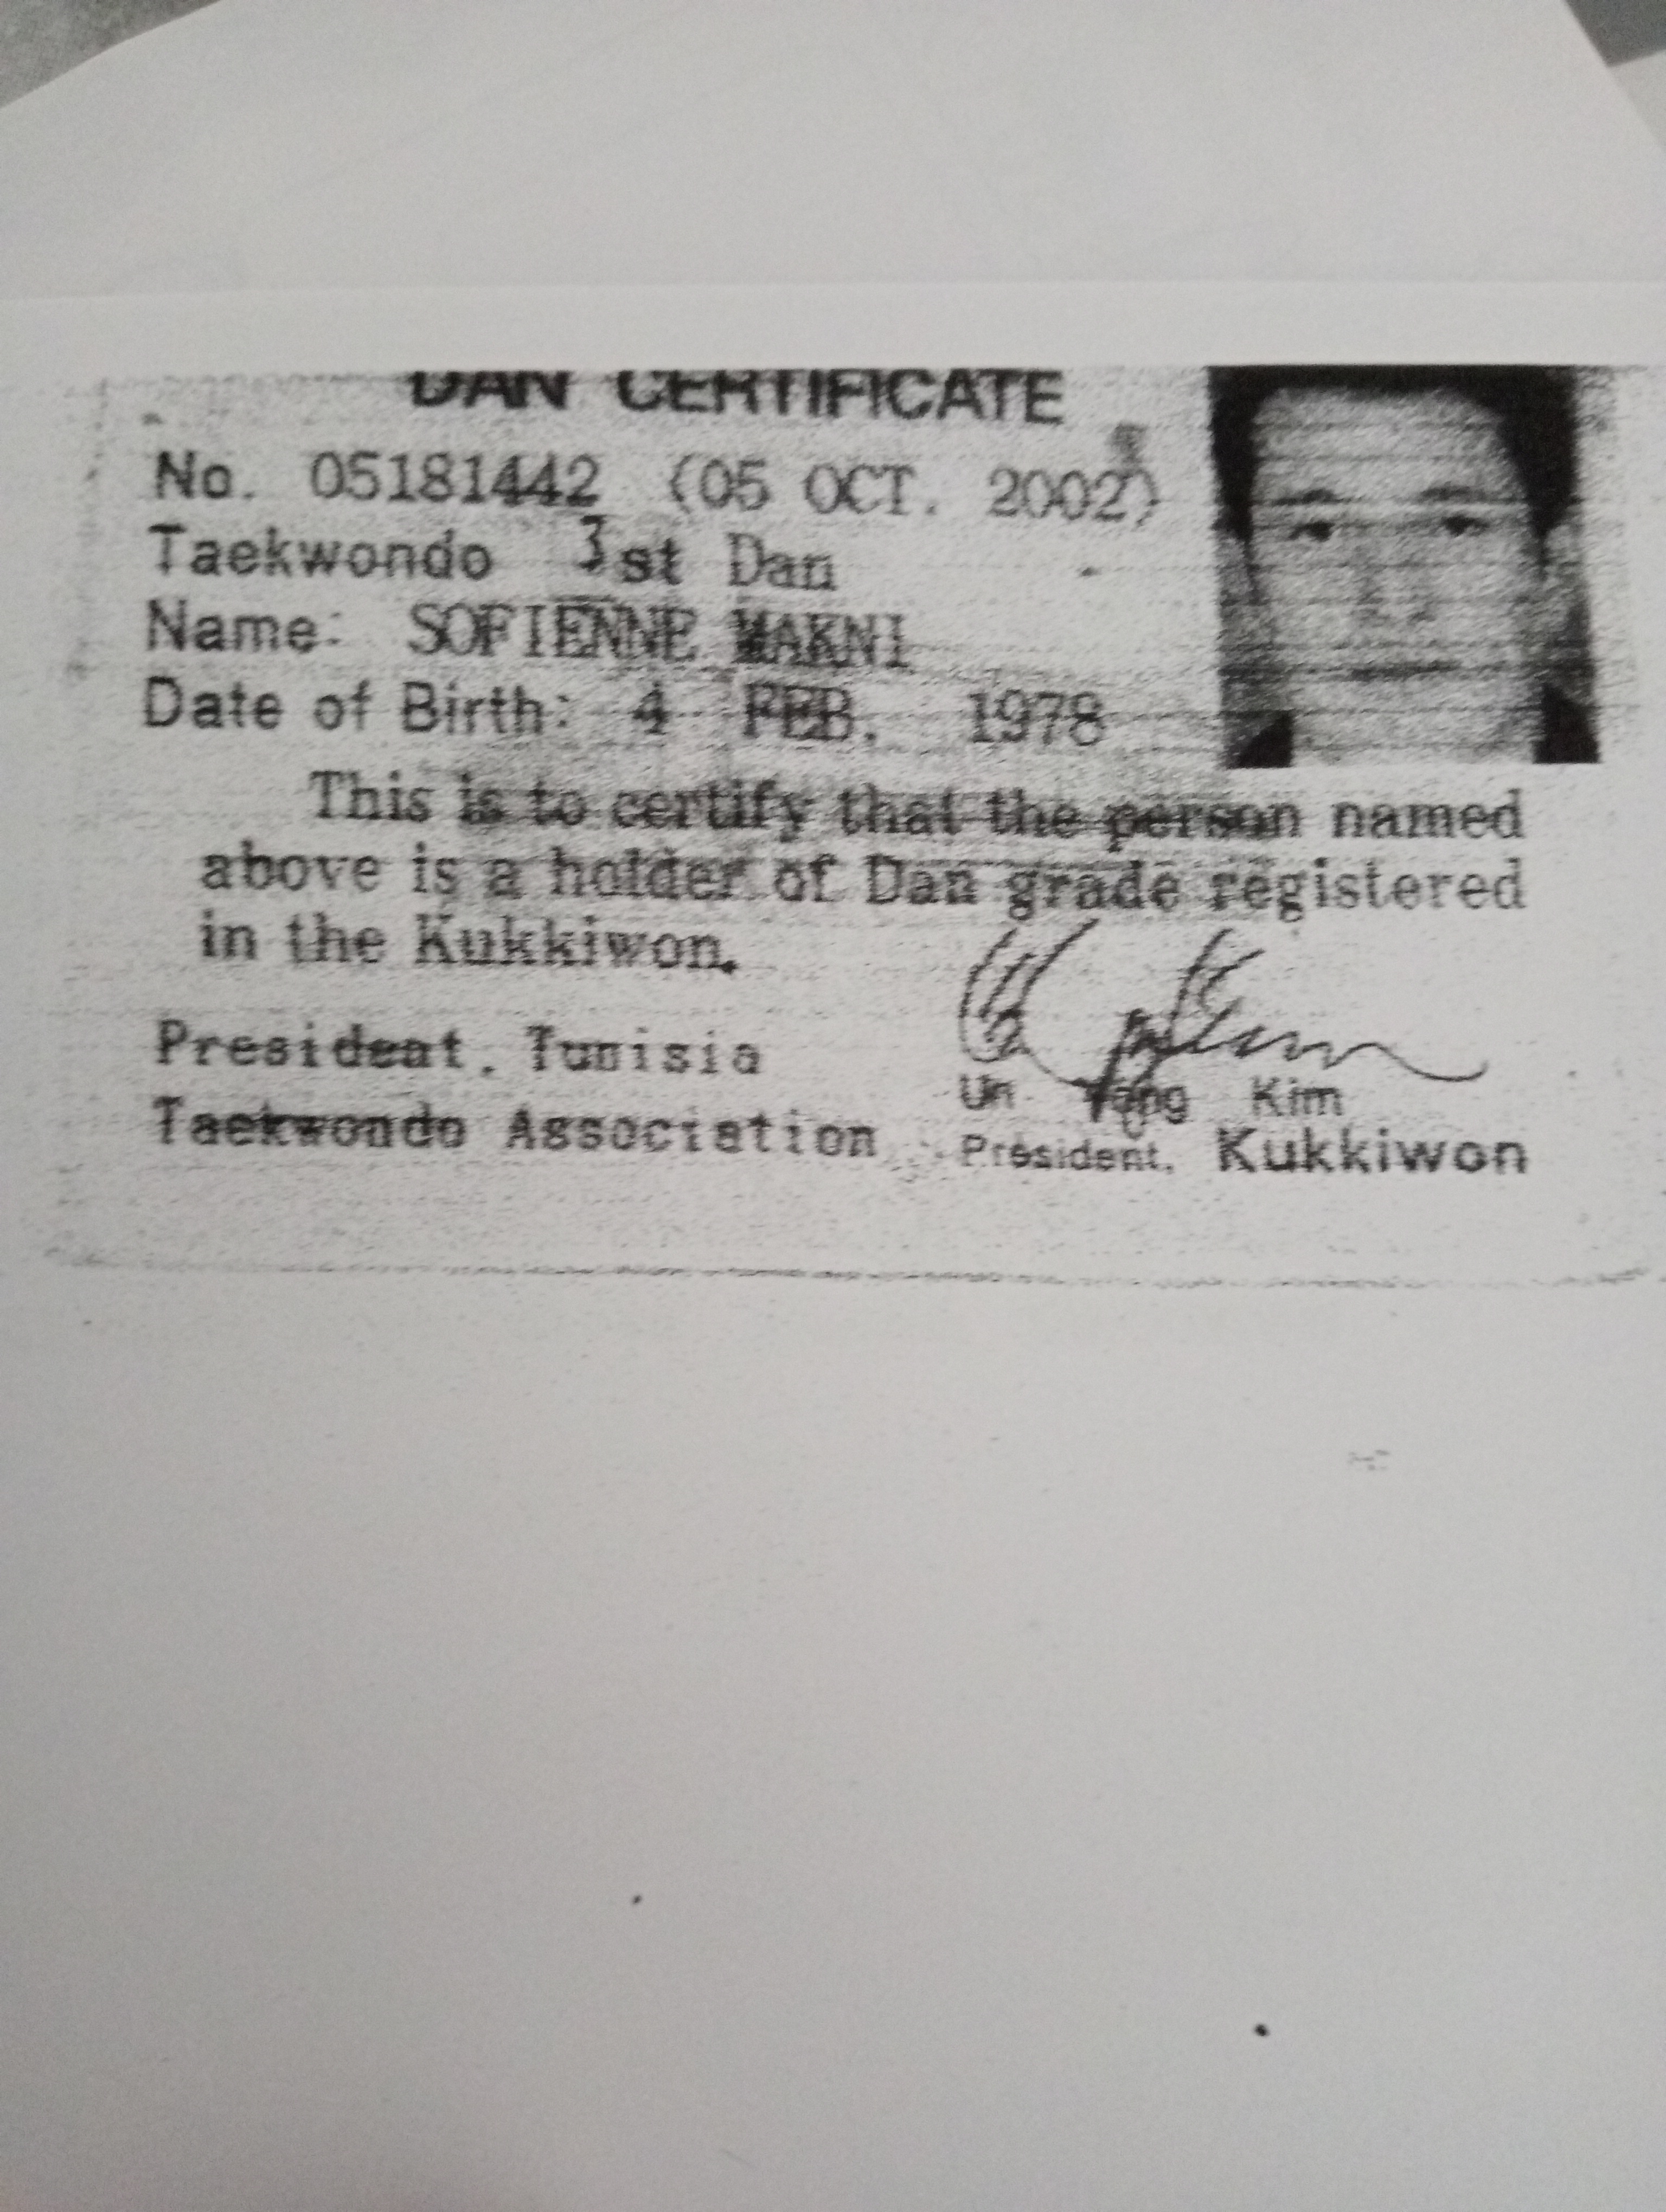 DAN CERTIFICATE
No. 05181442 (05 OCT. 2002)
Taekwondo 3st Dan
Name: SOFIENNE MAKNI
Date of Birth: 4 FEB. 1978
This is to certify that the person named
above is a holder of Dan grade registered
in the Kukkiwon.
President, Tunisia
Taekwondo Association
Un Yong Kim
President, Kukkiwon